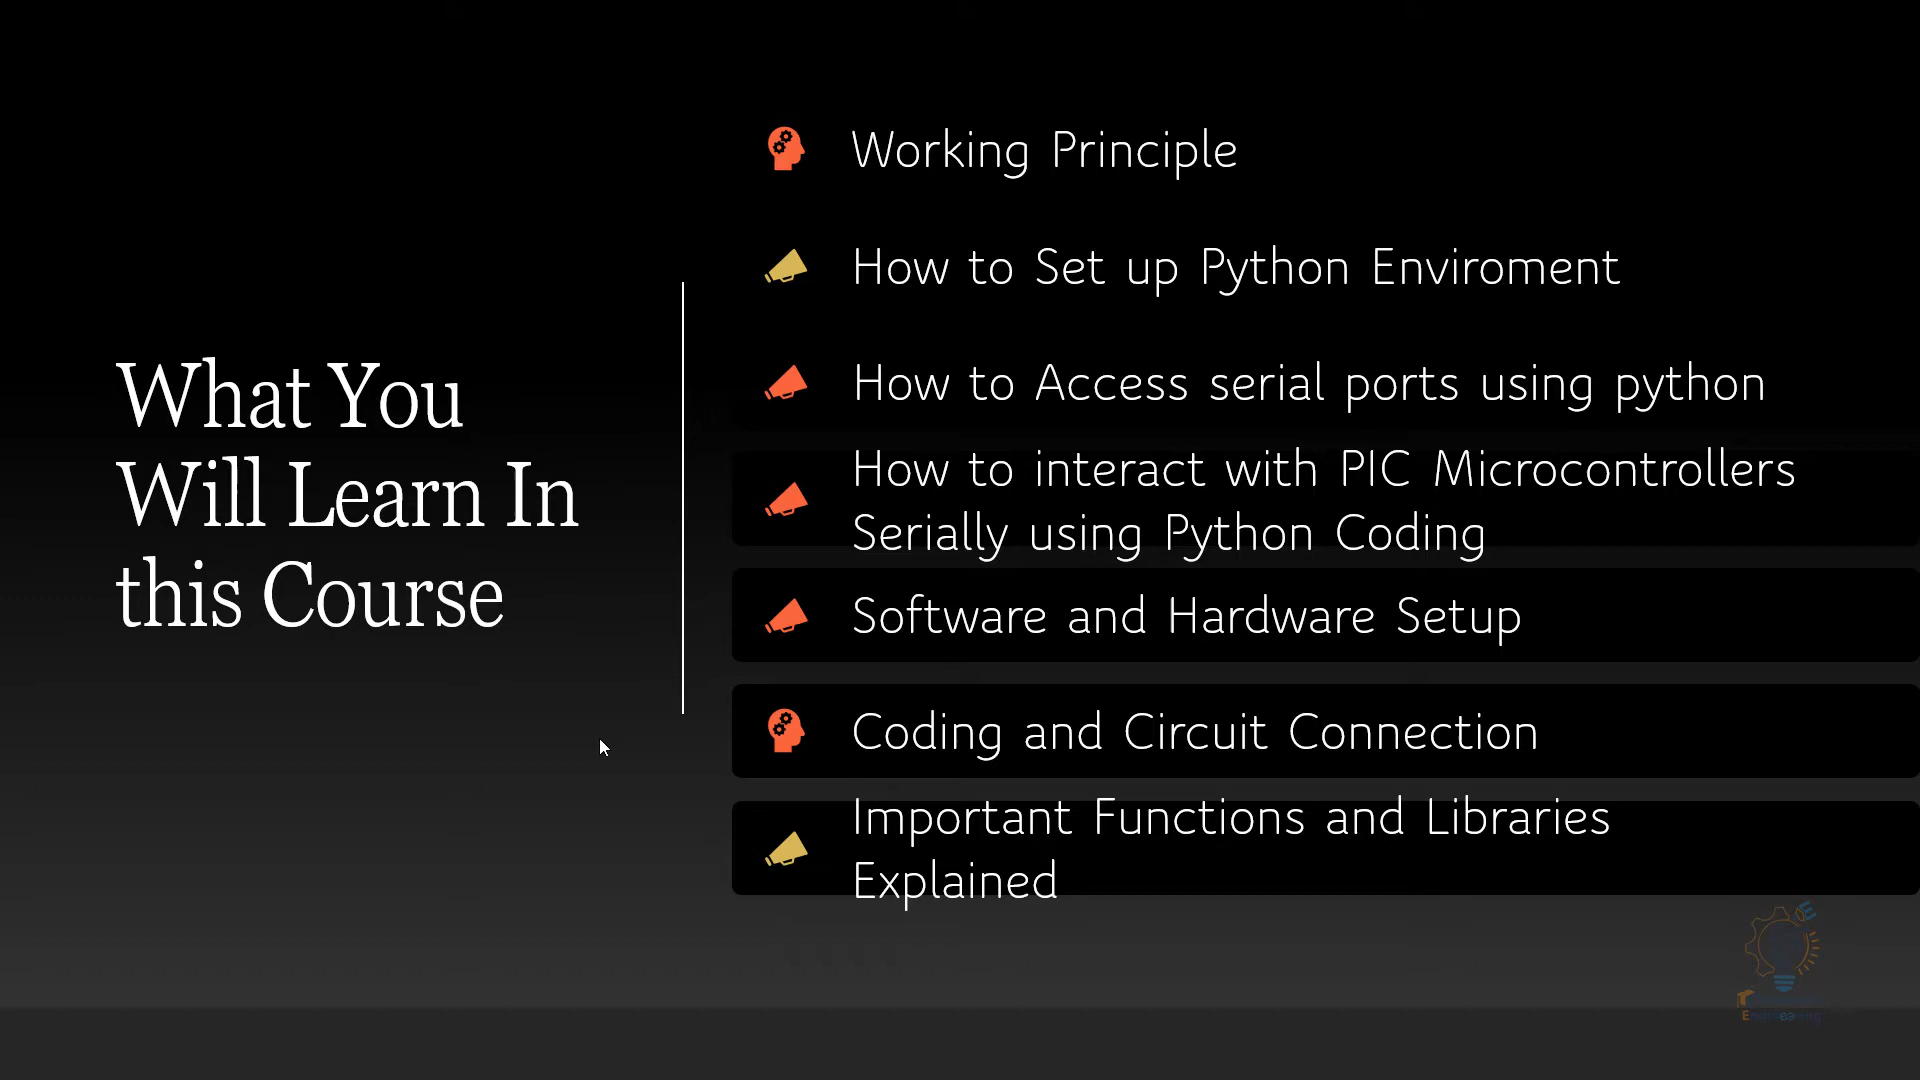 What You
Will Learn In
this Course
Working Principle
How to Set up Python Enviroment
How to Access serial ports using python
How to interact with PIC Microcontrollers
Serially using Python Coding
Software and Hardware Setup
Coding and Circuit Connection
Important Functions and Libraries
Explained